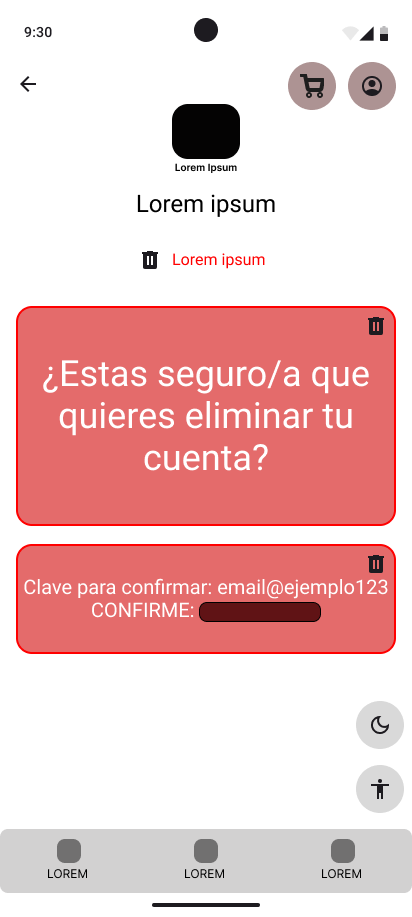 9:30
Lorem Ipsum
Lorem ipsum
Lorem ipsum
¿Estas seguro/a que
quieres eliminar tu
cuenta?
Clave para confirmar: email@ejemplo123
CONFIRME:
LOREM LOREM LOREM